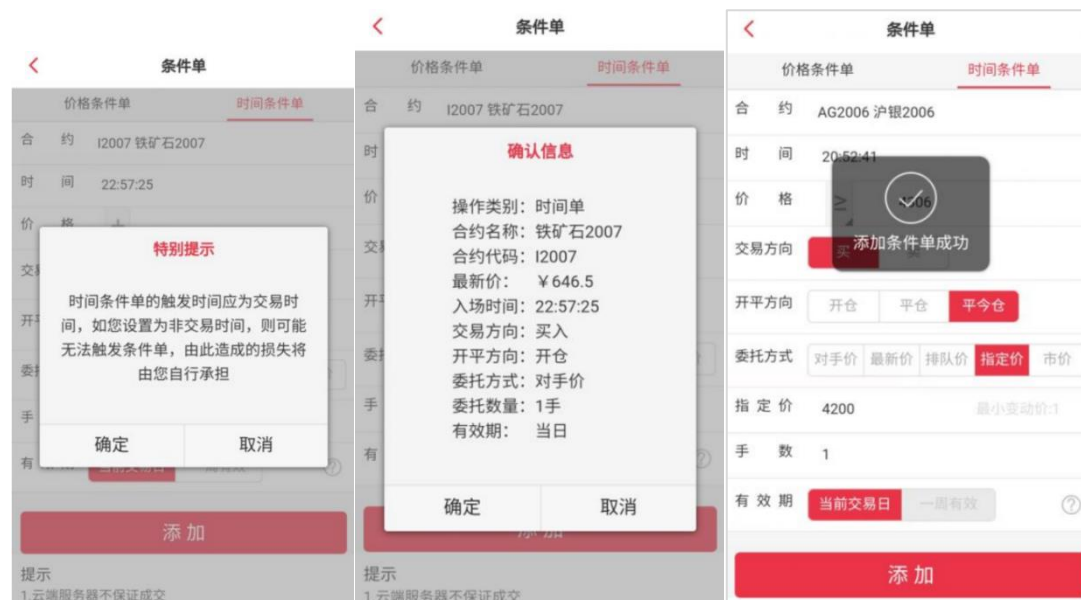 条件单
价格条件单
时间条件单
合 约 I2007 铁矿石2007
时 间 22:57:25
价 格
特别提示
时间条件单的触发时间应为交易时
间,如您设置为非交易时间,则可能
无法触发条件单,由此造成的损失将
由您自行承担
确定
取消
手
有
当前交易日
添 加
提示
1.云端服务器不保证成交
条件单
价格条件单
时间条件单
合 约 I2007 铁矿石2007
时
价
确认信息
操作类别:时间单
合约名称:铁矿石2007
合约代码:I2007
最新价: ¥646.5
入场时间:22:57:25
交易方向:买入
开平方向:开仓
委托方式:对手价
委托数量:1手
有效期: 当日
确定
取消
手
有
添 加
提示
1.云端服务器不保证成交
条件单
价格条件单
时间条件单
合 约 AG2006 沪银2006
时 间 20:52:41
价 格 ≥
添加条件单成功
交易方向 买
开平方向 开仓 平仓 平今仓
委托方式 对手价 最新价 排队价 指定价 市价
指 定 价 4200 最小变动价:1
手 数 1
有 效 期 当前交易日 一周有效
添 加